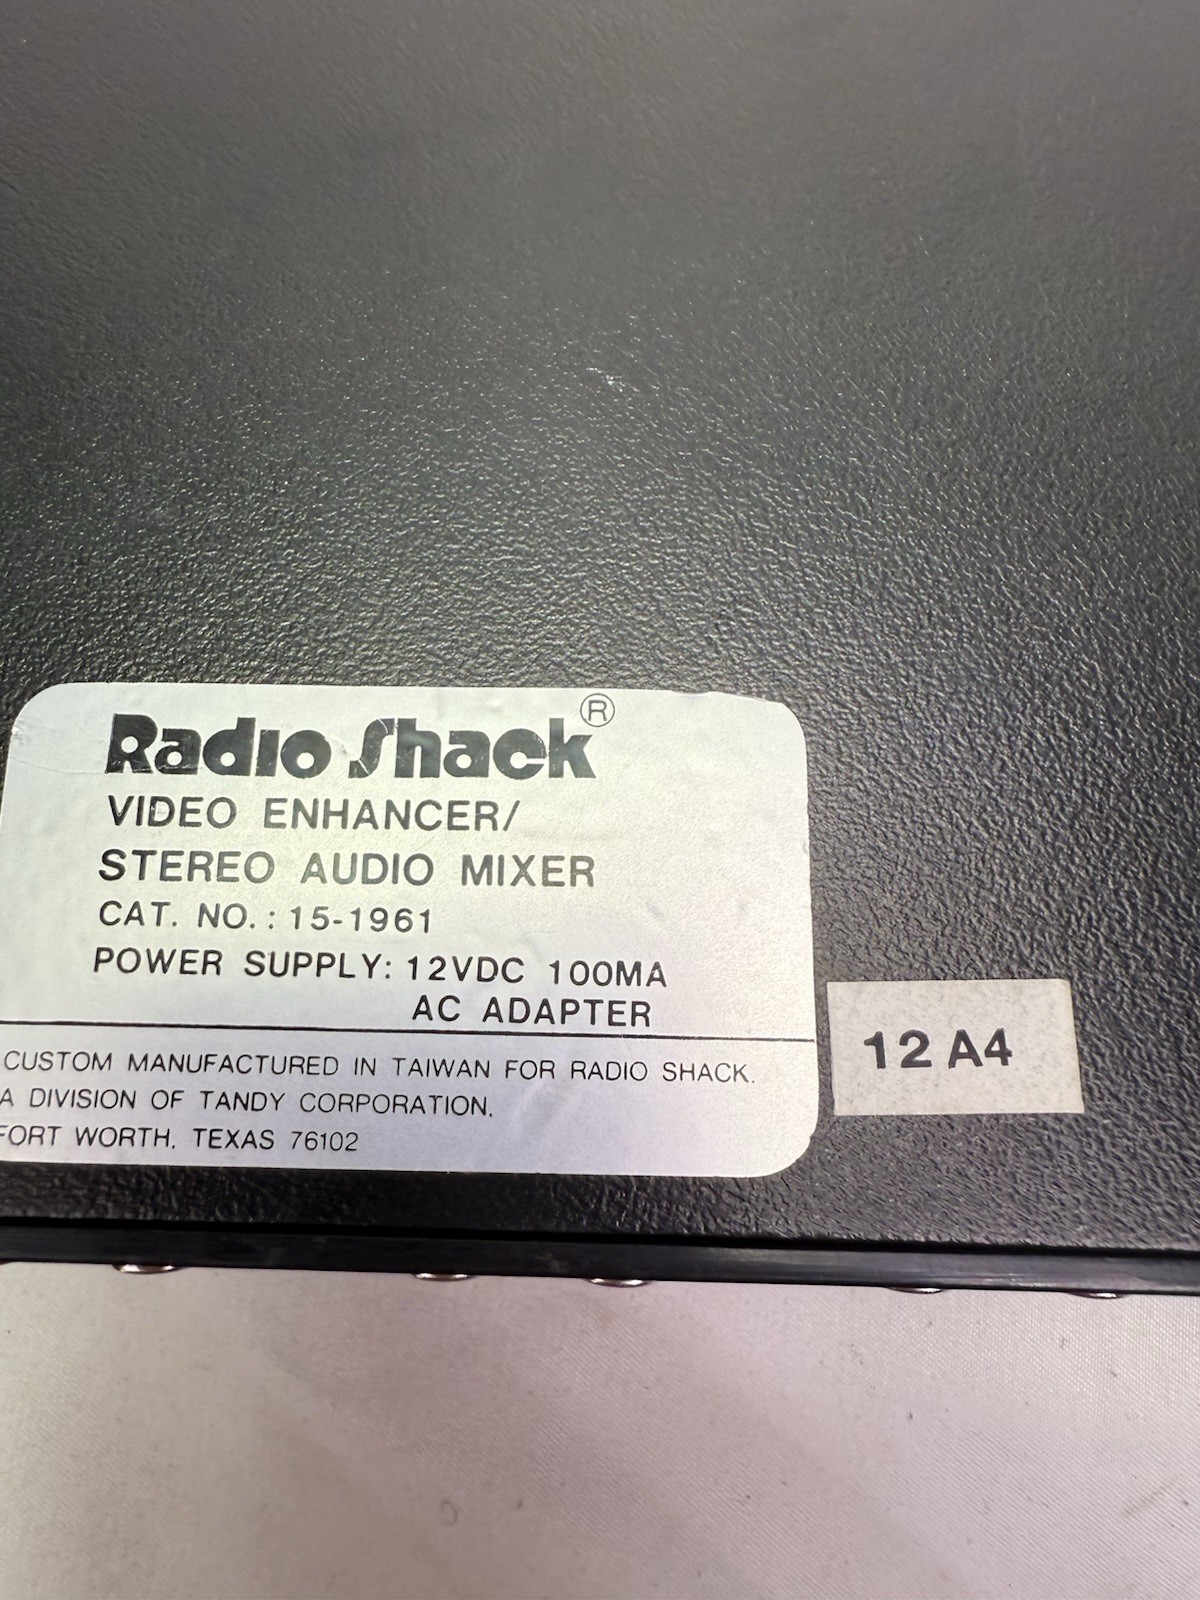 Radio Shack®
VIDEO ENHANCER/
STEREO AUDIO MIXER
CAT. NO.: 15-1961
POWER SUPPLY: 12VDC 100MA
AC ADAPTER
CUSTOM MANUFACTURED IN TAIWAN FOR RADIO SHACK.
A DIVISION OF TANDY CORPORATION.
FORT WORTH, TEXAS 76102
12 A4